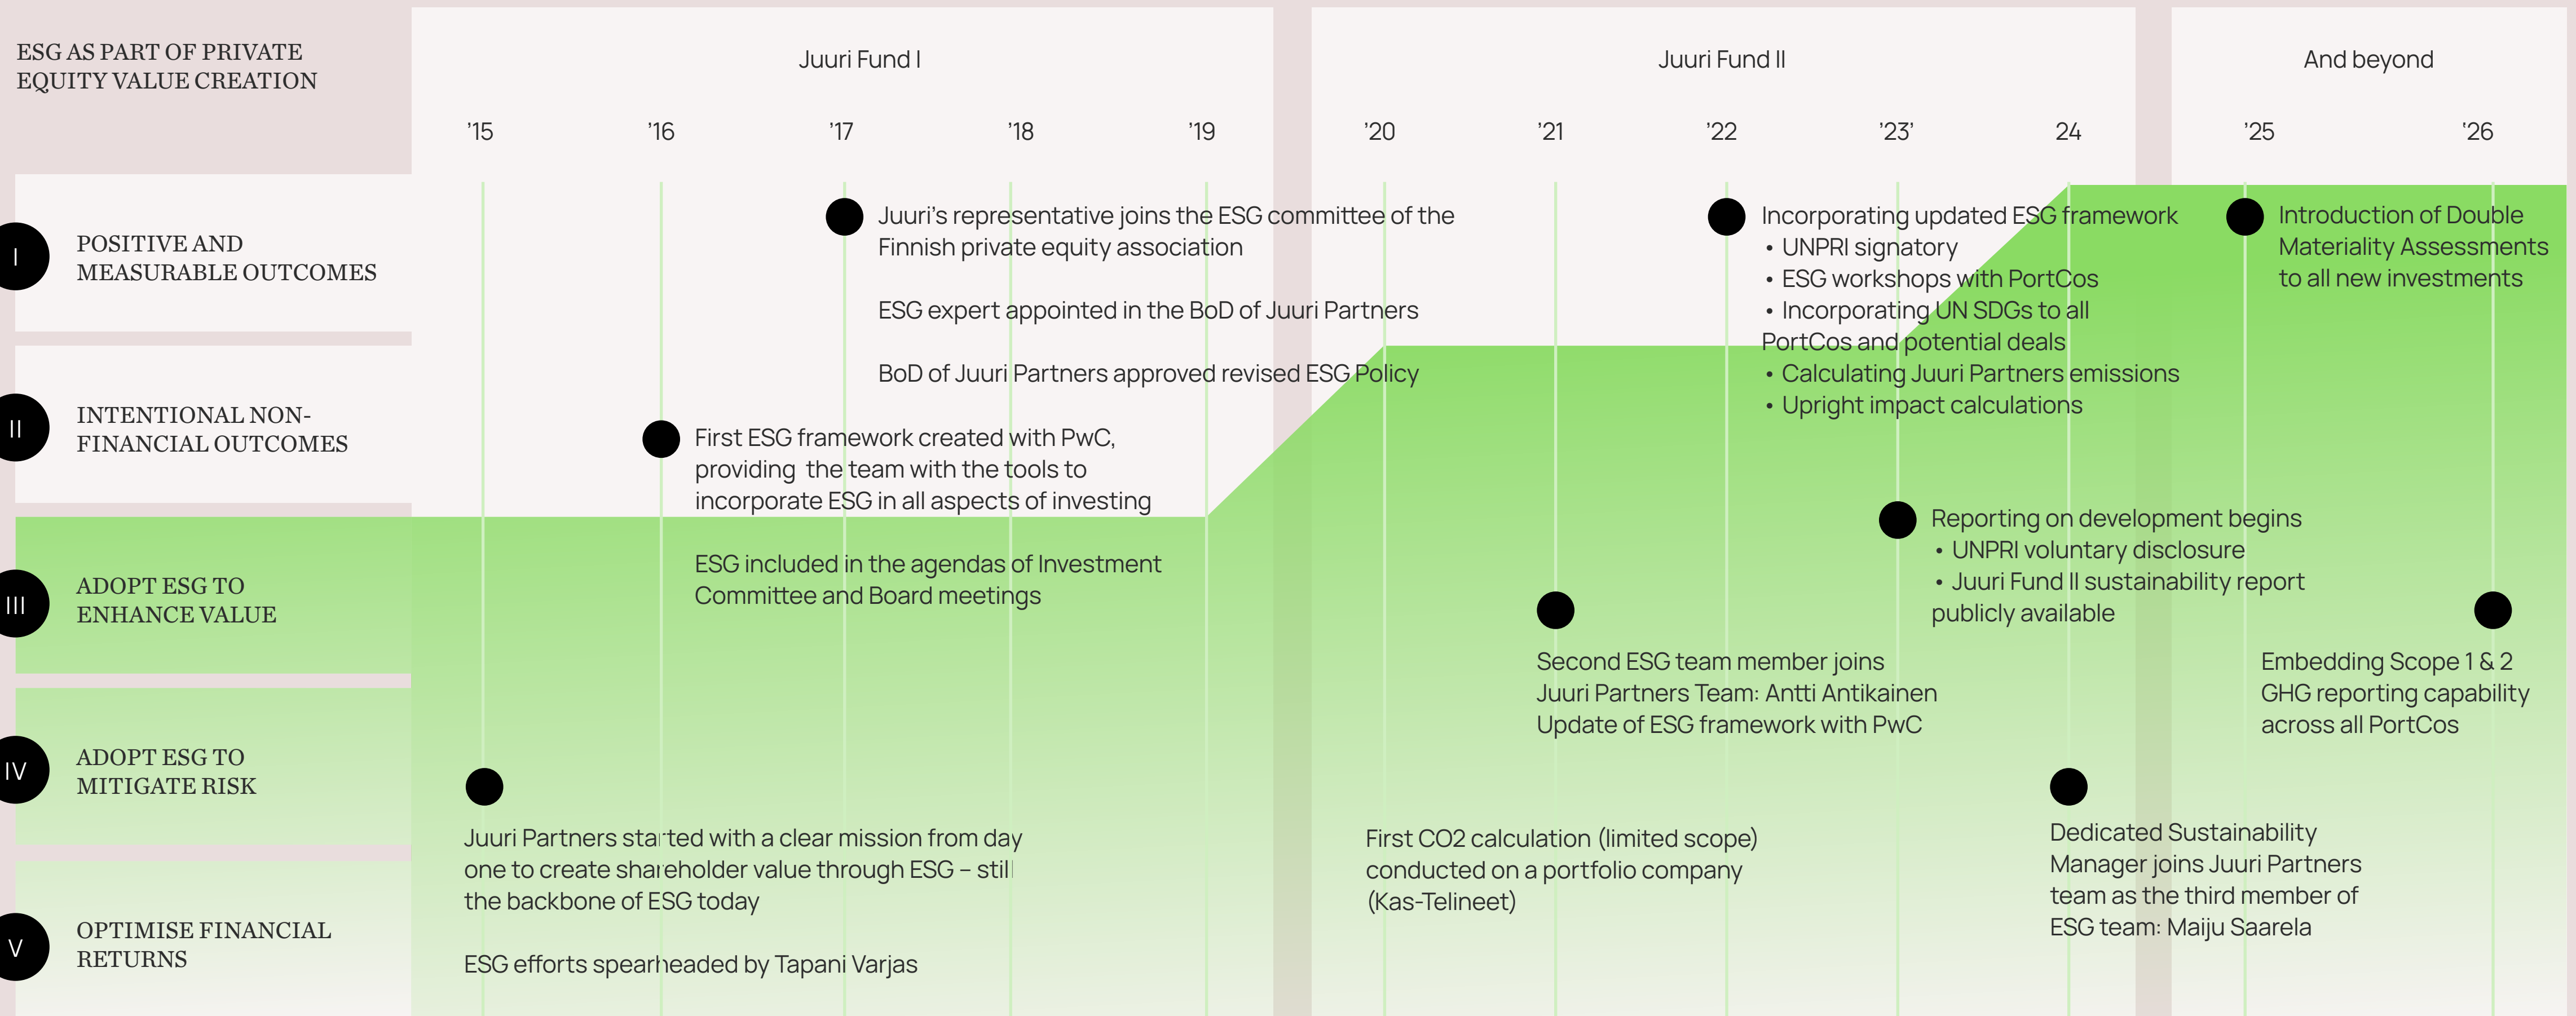 ESG AS PART OF PRIVATE
EQUITY VALUE CREATION
Juuri Fund I
Juuri Fund II
And beyond
’15
’16
’17
’18
’19
’20
’21
’22
’23’
24
’25
‘26
I
POSITIVE AND
MEASURABLE OUTCOMES
II
INTENTIONAL NON-
FINANCIAL OUTCOMES
III
ADOPT ESG TO
ENHANCE VALUE
IV
ADOPT ESG TO
MITIGATE RISK
V
OPTIMISE FINANCIAL
RETURNS
Juuri Partners started with a clear mission from day
one to create shareholder value through ESG – still
the backbone of ESG today
ESG efforts spearheaded by Tapani Varjas
First ESG framework created with PwC,
providing  the team with the tools to
incorporate ESG in all aspects of investing
ESG included in the agendas of Investment
Committee and Board meetings
Juuri’s representative joins the ESG committee of the
Finnish private equity association
ESG expert appointed in the BoD of Juuri Partners
BoD of Juuri Partners approved revised ESG Policy
First CO2 calculation (limited scope)
conducted on a portfolio company
(Kas-Telineet)
Second ESG team member joins
Juuri Partners Team: Antti Antikainen
Update of ESG framework with PwC
Incorporating updated ESG framework
• UNPRI signatory
• ESG workshops with PortCos
• Incorporating UN SDGs to all
PortCos and potential deals
• Calculating Juuri Partners emissions
• Upright impact calculations
Reporting on development begins
• UNPRI voluntary disclosure
• Juuri Fund II sustainability report
publicly available
Dedicated Sustainability
Manager joins Juuri Partners
team as the third member of
ESG team: Maiju Saarela
Introduction of Double
Materiality Assessments
to all new investments
Embedding Scope 1 & 2
GHG reporting capability
across all PortCos